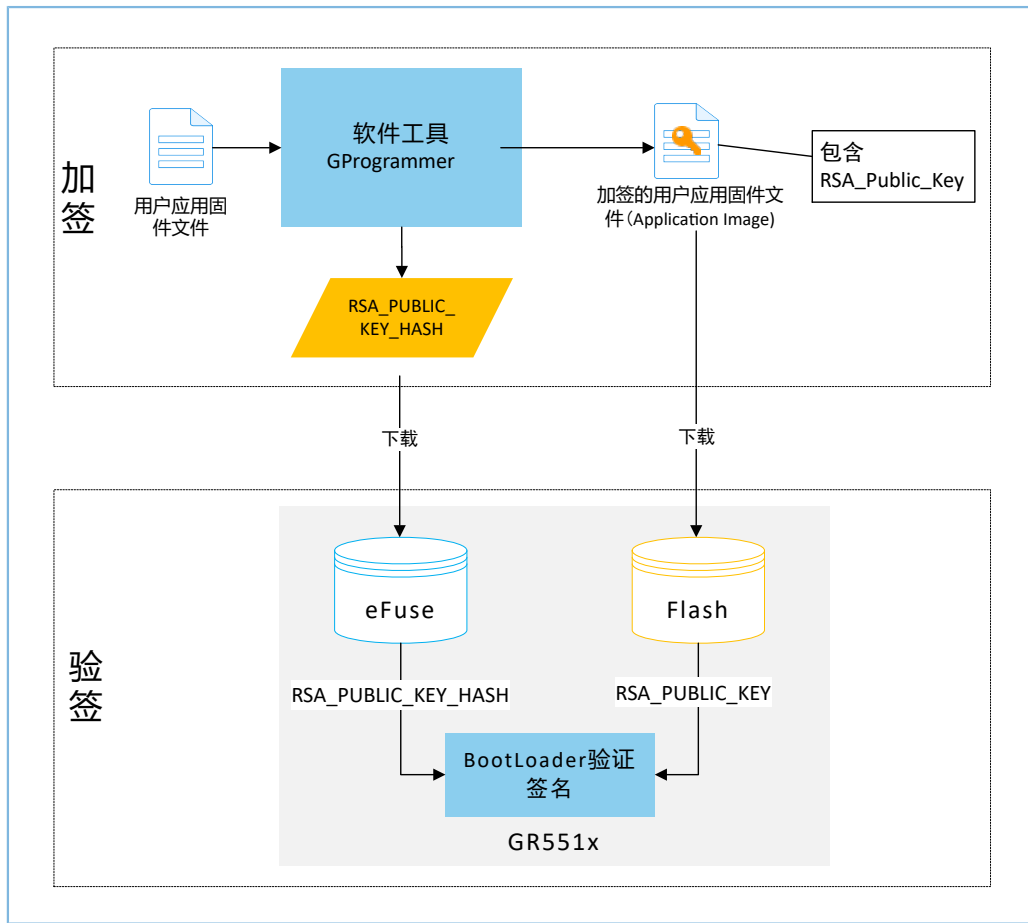 加
签
用户应用固
件文件
软件工具
GProgrammer
加签的用户应用固件文
件（Application Image)
包含
RSA_Public_Key
RSA_PUBLIC_
KEY_HASH
下载
下载
验
签
eFuse
Flash
RSA_PUBLIC_KEY_HASH
RSA_PUBLIC_KEY
BootLoader验证
签名
GR551x